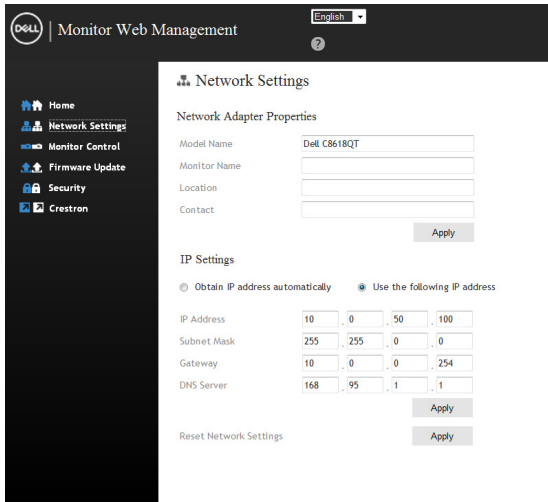 DELL Monitor Web Management English
?
Home
Network Settings
Monitor Control
Firmware Update
Security
Crestron
Network Settings
Network Adapter Properties
Model Name Dell C8618QT
Monitor Name
Location
Contact
Apply
IP Settings
Obtain IP address automatically Use the following IP address
IP Address 10 . 0 . 50 . 100
Subnet Mask 255 . 255 . 0 . 0
Gateway 10 . 0 . 0 . 254
DNS Server 168 . 95 . 1 . 1
Apply
Reset Network Settings Apply